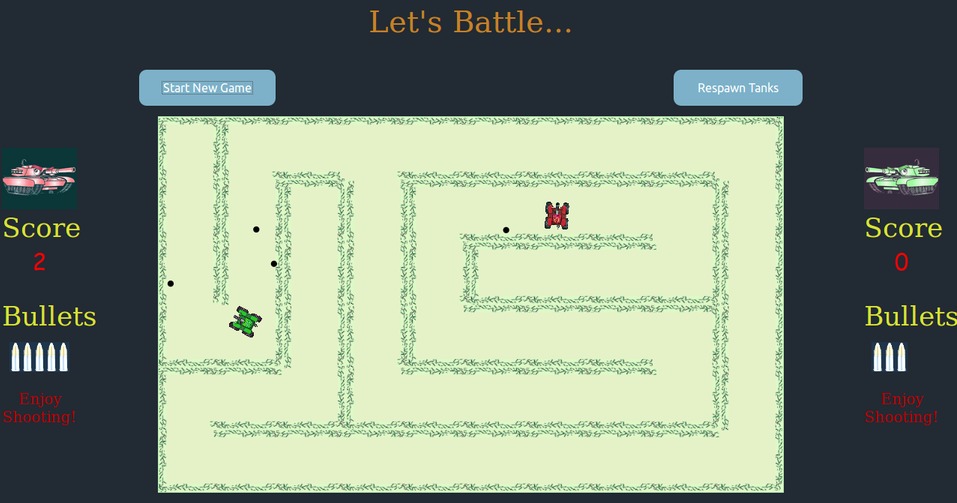 Let's Battle...
Start New Game
Respawn Tanks
Score
2
Bullets
Enjoy
Shooting!
Score
0
Bullets
Enjoy
Shooting!